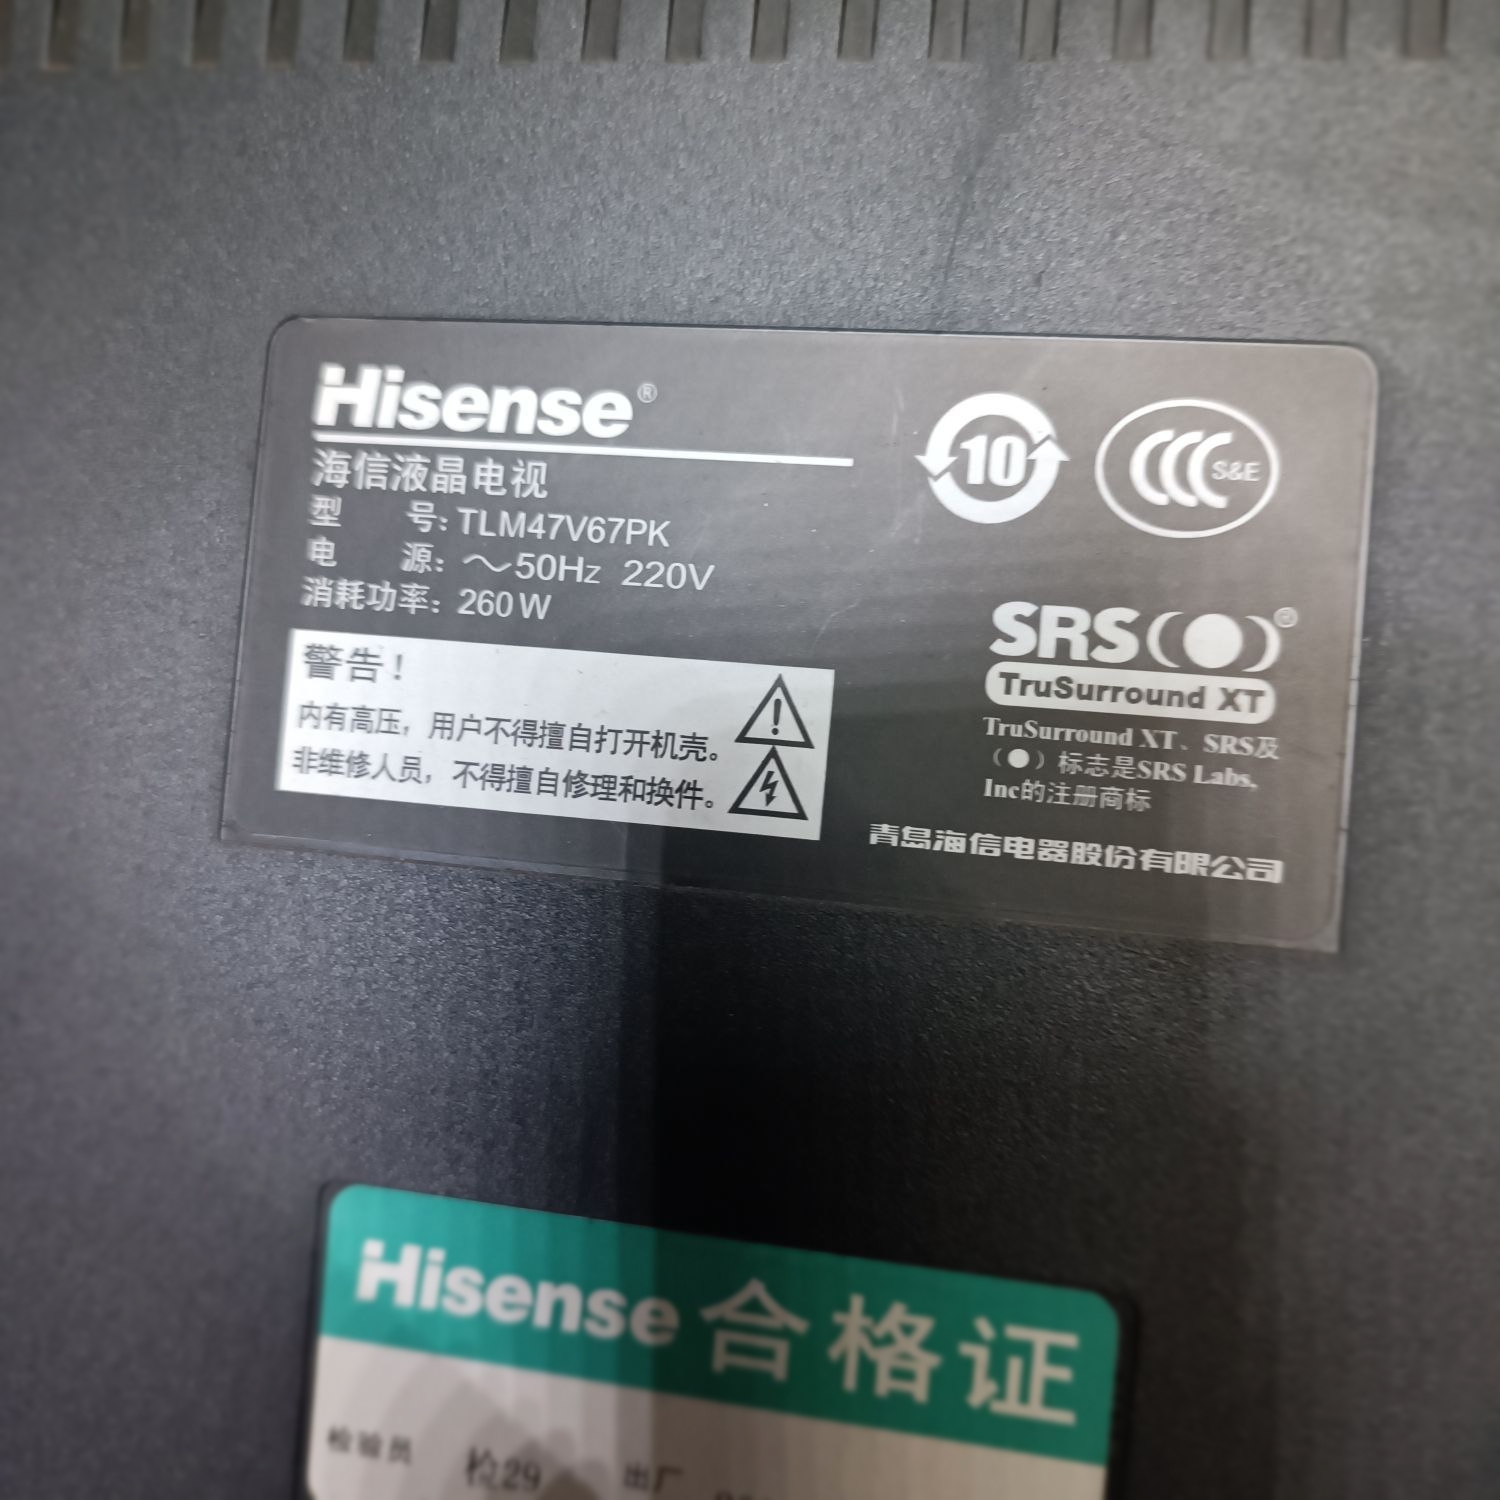 Hisense®
海信液晶电视
型 号: TLM47V67PK
电 源: ～50Hz 220V
消耗功率: 260W
警告！
内有高压，用户不得擅自打开机壳。
非维修人员，不得擅自修理和换件。
10
CCC S&E
SRS(●)®
TruSurround XT
TruSurround XT、SRS及
（●）标志是SRS Labs,
Inc的注册商标
青岛海信电器股份有限公司
Hisense 合格证
检验员 检29 出厂